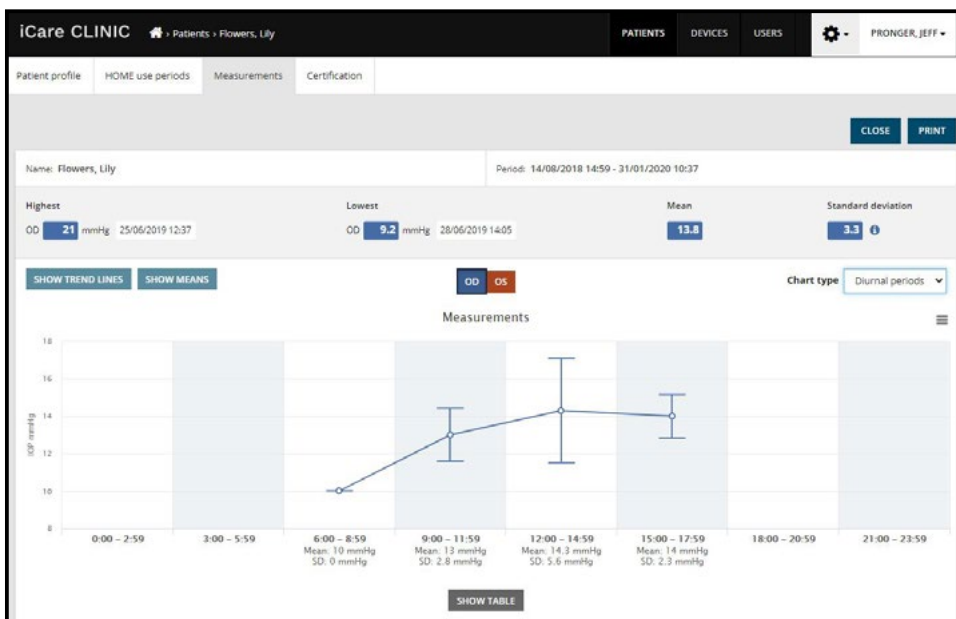 iCare CLINIC › Patients › Flowers, Lily PATIENTS DEVICES USERS PRONGER, JEFF
Patient profile HOME use periods Measurements Certification
CLOSE PRINT
Name: Flowers, Lily Period: 14/08/2018 14:59 - 31/01/2020 10:37
Highest Lowest Mean Standard deviation
OD 21 mmHg 25/06/2019 12:37 OD 9.2 mmHg 28/06/2019 14:05 13.8 3.3 i
SHOW TREND LINES SHOW MEANS OD OS Chart type Diurnal periods
Measurements
18
16
14
12
10
8
IOP mmHg
0:00 – 2:59 3:00 – 5:59 6:00 – 8:59 9:00 – 11:59 12:00 – 14:59 15:00 – 17:59 18:00 – 20:59 21:00 – 23:59
Mean: 10 mmHg Mean: 13 mmHg Mean: 14.3 mmHg Mean: 14 mmHg
SD: 0 mmHg SD: 2.8 mmHg SD: 5.6 mmHg SD: 2.3 mmHg
SHOW TABLE